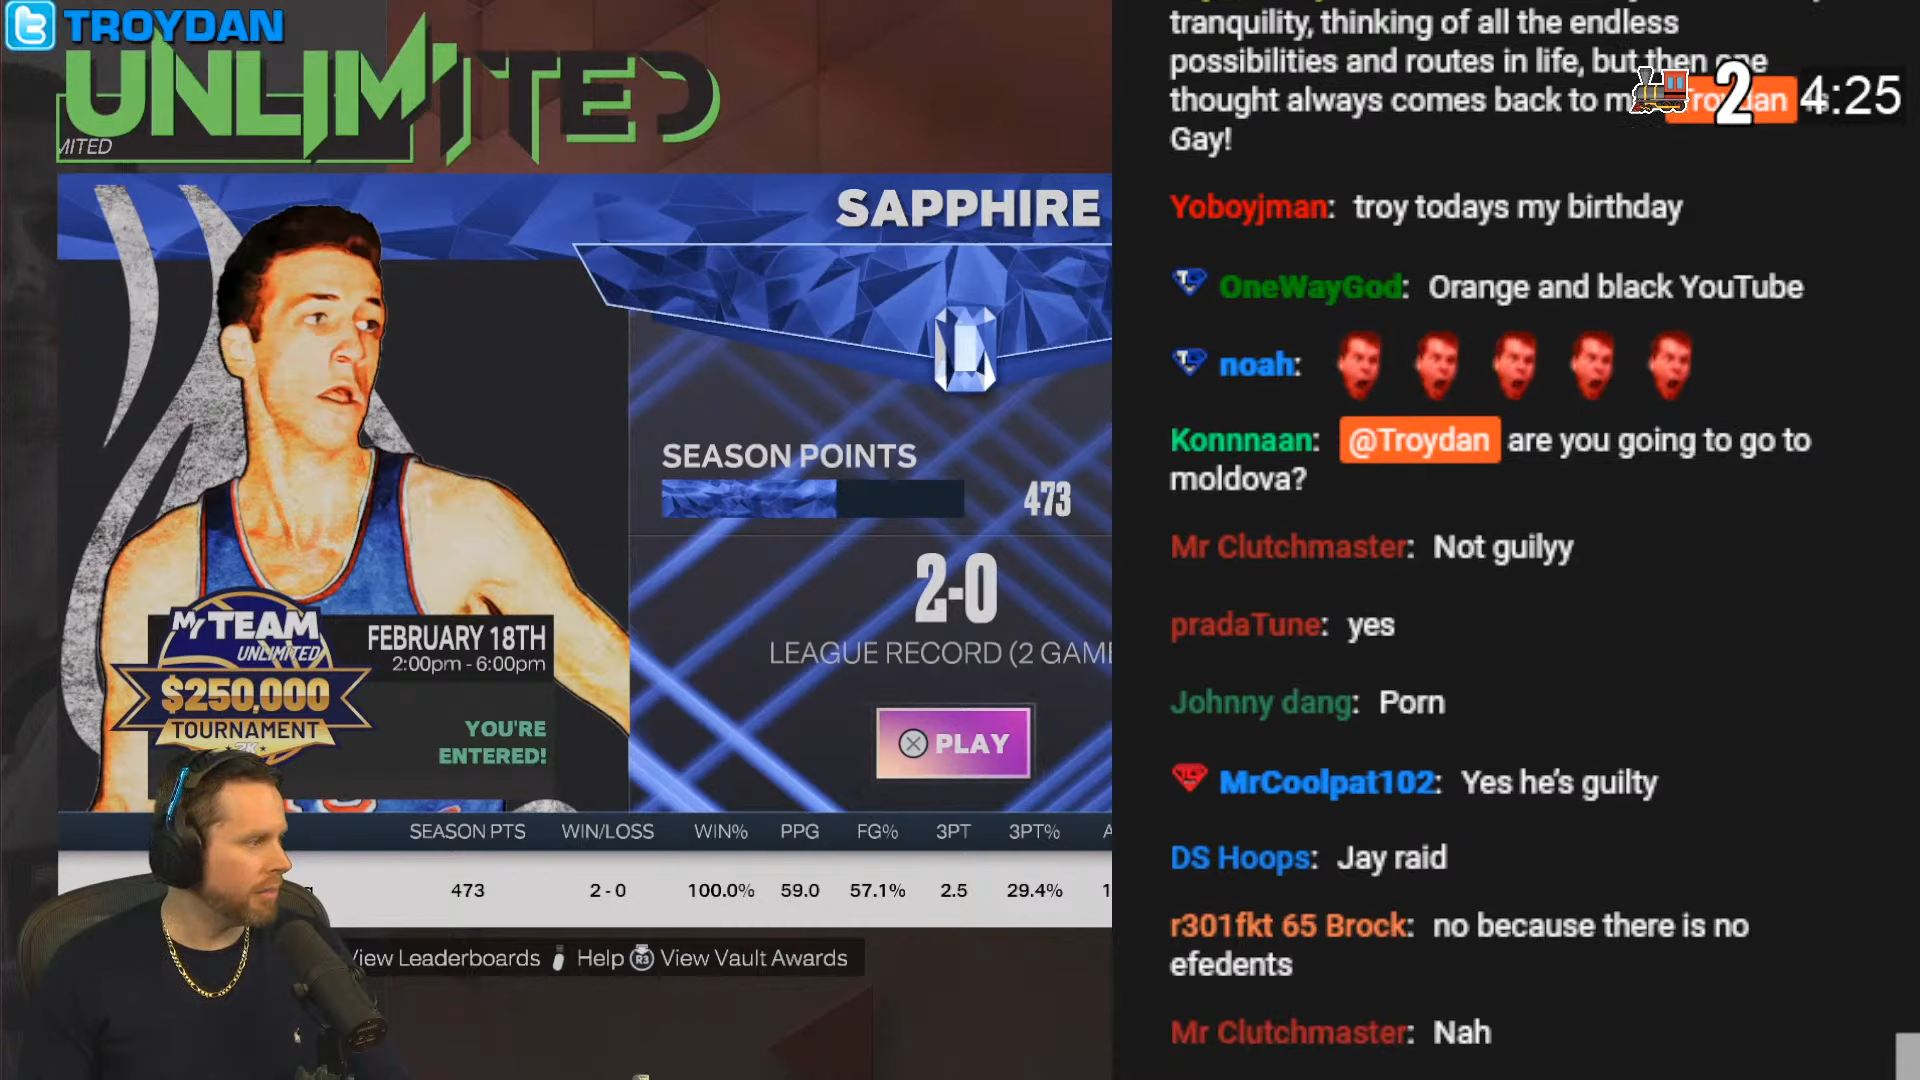 TROYDAN
UNLIMITED
MITED
SAPPHIRE
SEASON POINTS
473
2-0
LEAGUE RECORD (2 GAM
PLAY
MyTEAM
UNLIMITED
$250,000
TOURNAMENT
2K
FEBRUARY 18TH
2:00pm - 6:00pm
YOU'RE
ENTERED!
SEASON PTS WIN/LOSS WIN% PPG FG% 3PT 3PT% A
473 2 - 0 100.0% 59.0 57.1% 2.5 29.4% 1
View Leaderboards Help R3 View Vault Awards
tranquility, thinking of all the endless
possibilities and routes in life, but then one
thought always comes back to m Troydan
Gay!
2 4:25
Yoboyjman: troy todays my birthday
OneWayGod: Orange and black YouTube
noah:
Konnnaan: @Troydan are you going to go to
moldova?
Mr Clutchmaster: Not guilyy
pradaTune: yes
Johnny dang: Porn
MrCoolpat102: Yes he's guilty
DS Hoops: Jay raid
r301fkt 65 Brock: no because there is no
efedents
Mr Clutchmaster: Nah